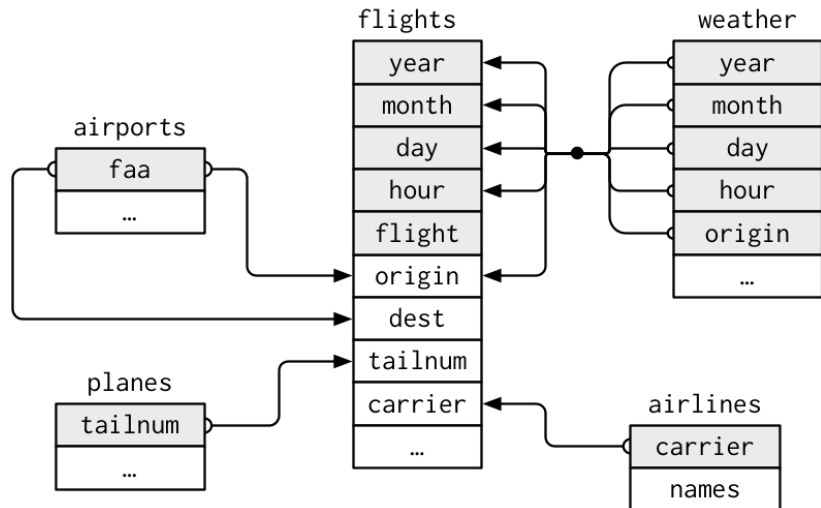 flights
year
month
day
hour
flight
origin
dest
tailnum
carrier
…
weather
year
month
day
hour
origin
…
airports
faa
…
planes
tailnum
…
airlines
carrier
names